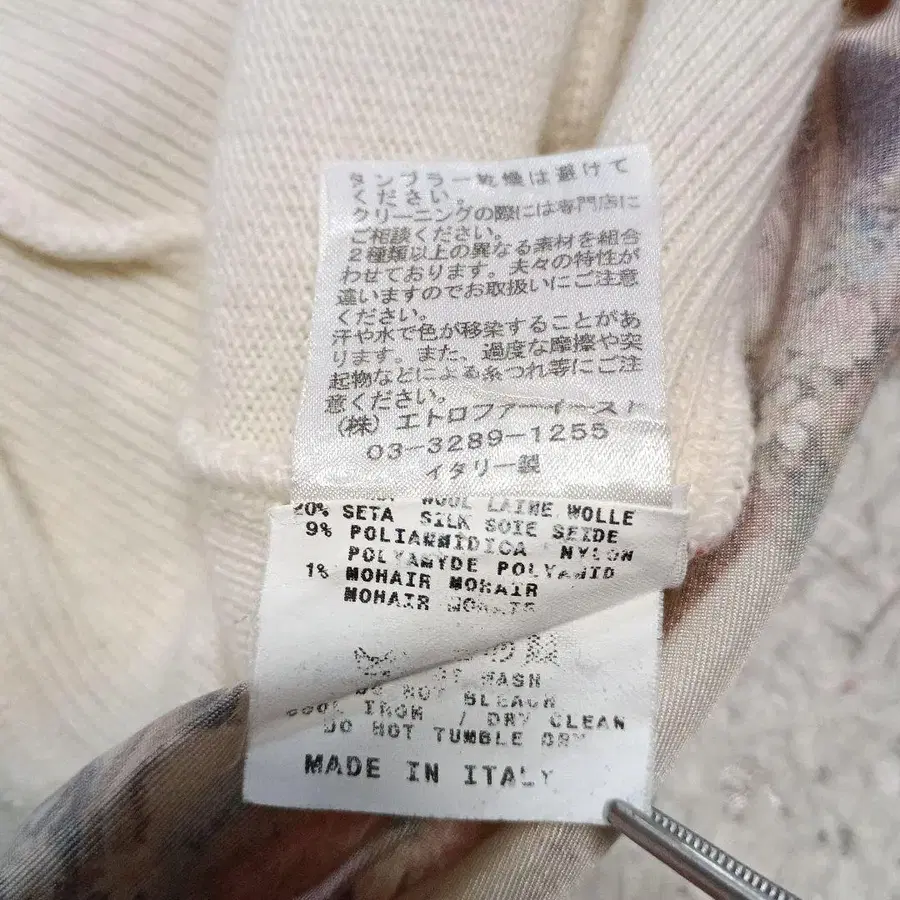 タンブラー乾燥は避けて
ください。
クリーニングの際には専門店に
ご相談ください。
2種類以上の異なる素材を組合
わせております。夫々の特性が
違いますのでお取扱いにご注意
ください。
汗や水で色が移染することがあ
ります。また、過度な摩擦や突
起物などによる糸つれ等にご注
意ください。
(株) エトロファーイースト
03-3289-1255
イタリー製
WOOL LAINE WOLLE
20% SETA SILK SOIE SEIDE
9% POLIAMMIDICA NYLON
POLYAMYDE POLYAMID
1% MOHAIR MOHAIR
MOHAIR MOHAIR
WASH
NOT BLEACH
COOL IRON / DRY CLEAN
DO NOT TUMBLE DRY
MADE IN ITALY